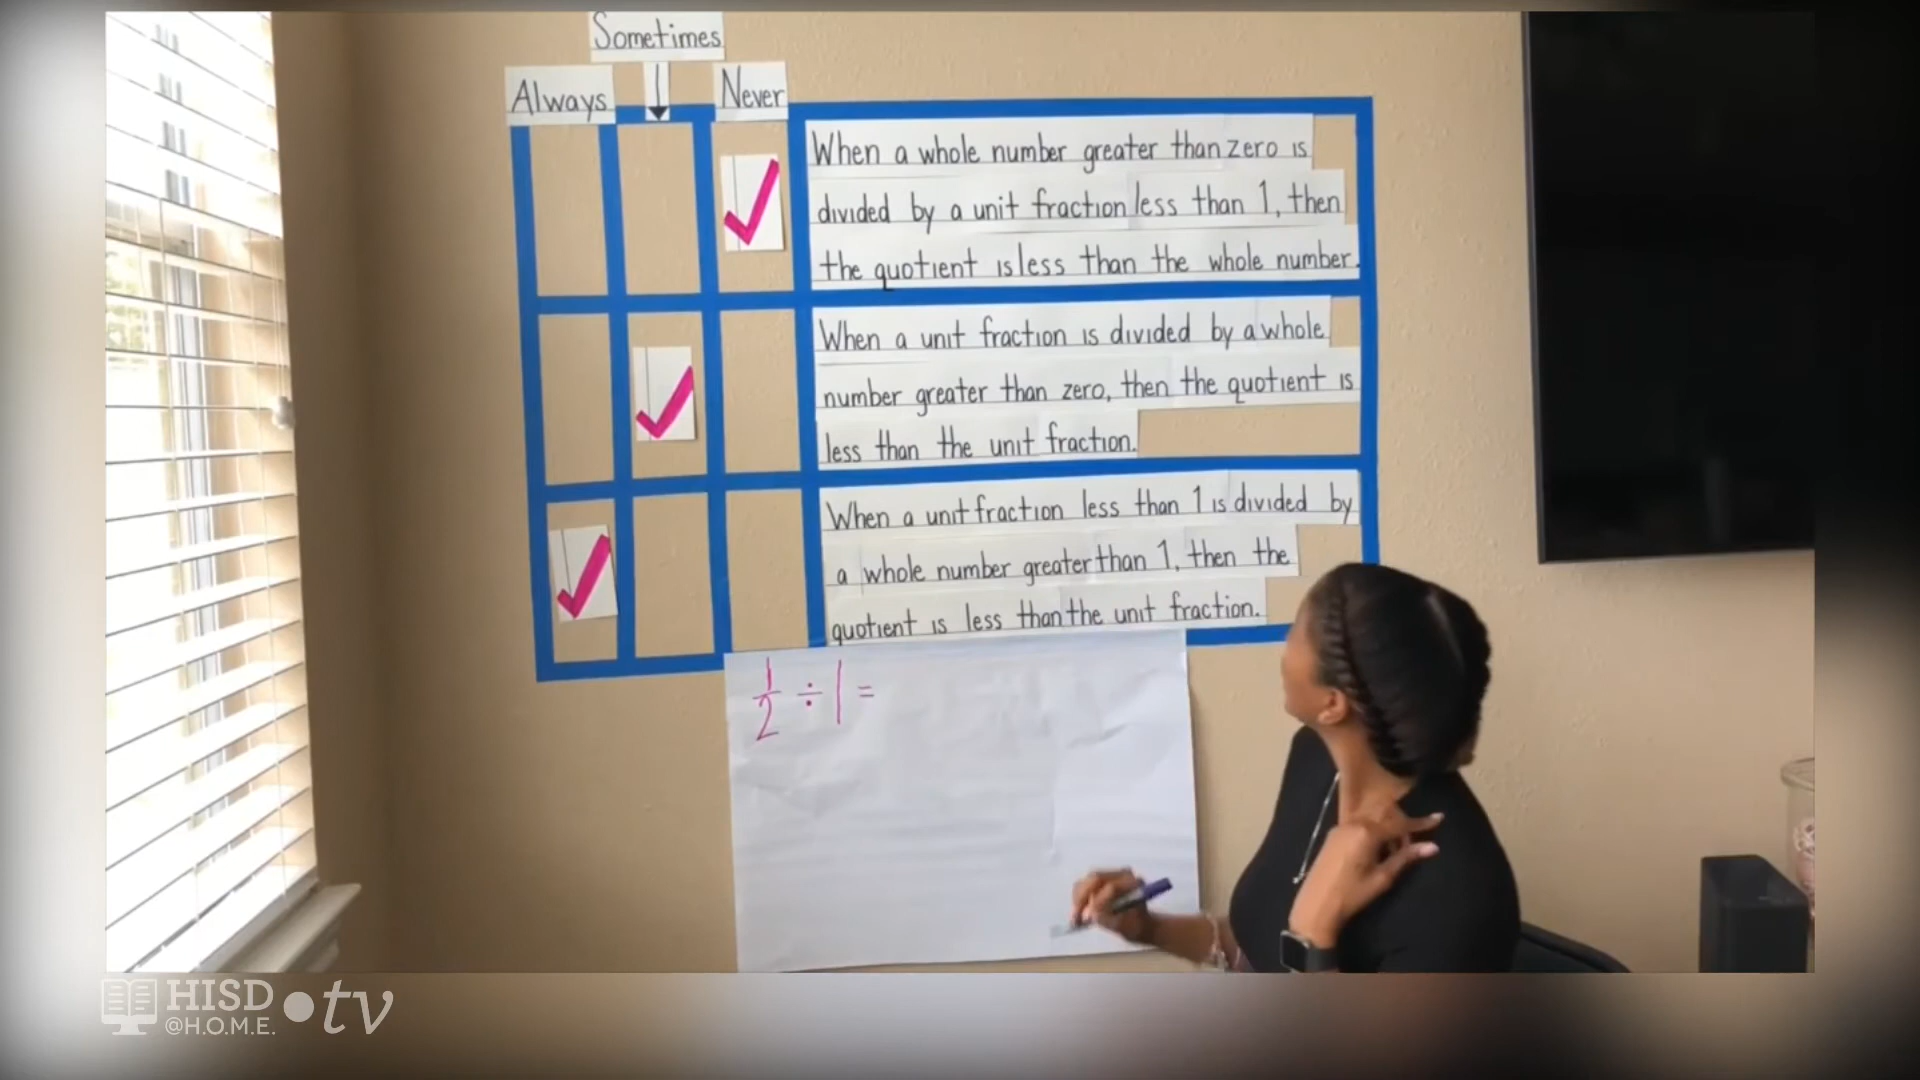 Sometimes
Always
Never
When a whole number greater than zero is
divided by a unit fraction less than 1, then
the quotient is less than the whole number.
When a unit fraction is divided by a whole
number greater than zero, then the quotient is
less than the unit fraction.
When a unit fraction less than 1 is divided by
a whole number greater than 1, then the
quotient is less than the unit fraction.
1/2 ÷ 1 =
HISD
@H.O.M.E.
•tv